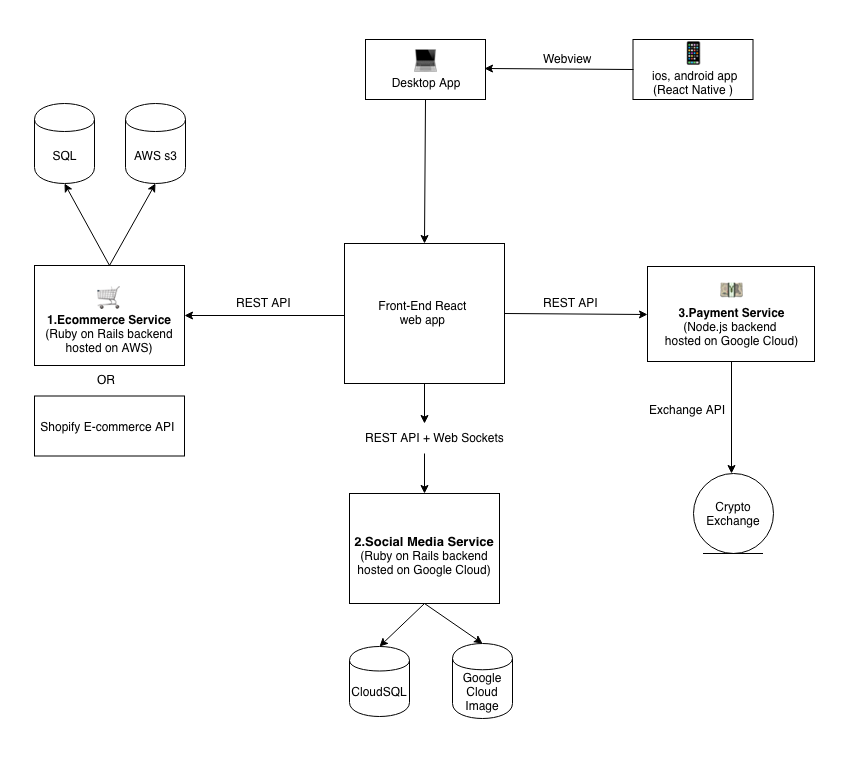 Desktop App
Webview
ios, android app
(React Native )
SQL
AWS s3
1.Ecommerce Service
(Ruby on Rails backend
hosted on AWS)
OR
Shopify E-commerce API
REST API
Front-End React
web app
REST API
3.Payment Service
(Node.js backend
hosted on Google Cloud)
Exchange API
Crypto
Exchange
REST API + Web Sockets
2.Social Media Service
(Ruby on Rails backend
hosted on Google Cloud)
CloudSQL
Google
Cloud
Image